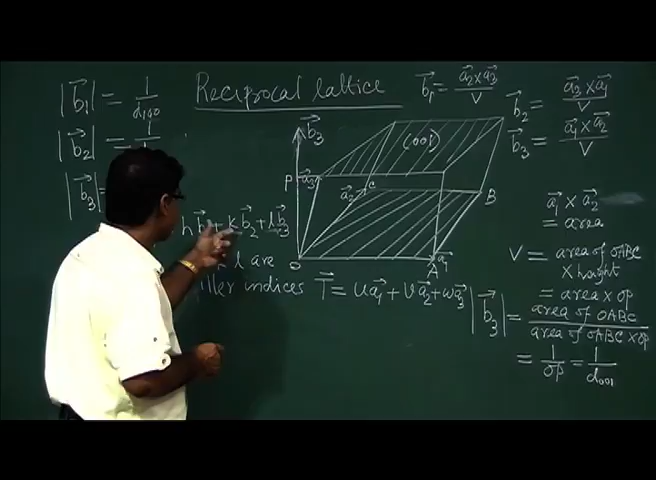 |b⃗1| = 1/d100
Reciprocal lattice
b⃗1 = a⃗2 x a⃗3 / V
b⃗2 = a⃗3 x a⃗1 / V
|b⃗2| = 1
b⃗3 = a⃗1 x a⃗2 / V
|b⃗3| =
b⃗3
(001)
P
a⃗3
a⃗2
C
B
O
A
a⃗1
h b⃗ + k b⃗2 + l b⃗3
l are
iller indices
T⃗ = u a⃗1 + v a⃗2 + w a⃗3
a⃗1 x a⃗2
= area
V = area of OABC
x height
= area x OP
|b⃗3| = area of OABC / area of OABC x OP
= 1/OP = 1/d001